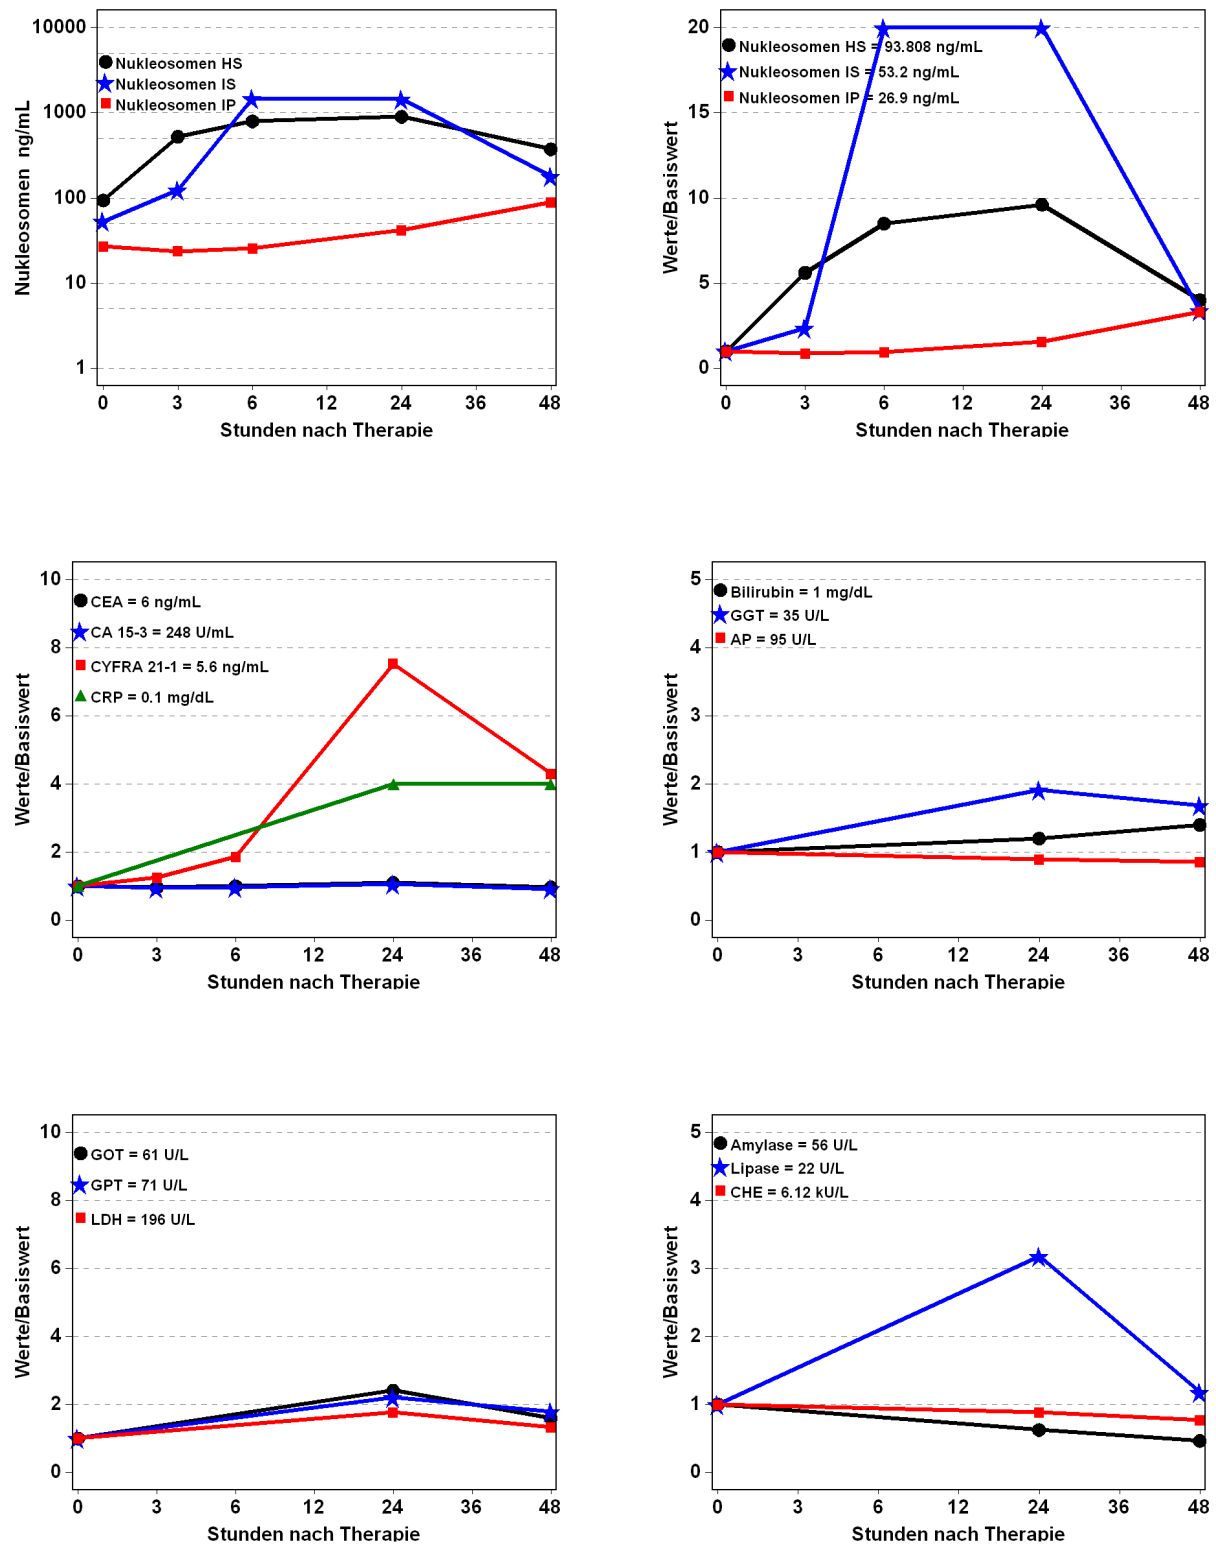 Nukleosomen ng/mL
10000
1000
100
10
1
Nukleosomen HS
Nukleosomen IS
Nukleosomen IP
0 3 6 12 24 36 48
Stunden nach Therapie
Werte/Basiswert
20
15
10
5
0
Nukleosomen HS = 93.808 ng/mL
Nukleosomen IS = 53.2 ng/mL
Nukleosomen IP = 26.9 ng/mL
0 3 6 12 24 36 48
Stunden nach Therapie
Werte/Basiswert
10
8
6
4
2
0
CEA = 6 ng/mL
CA 15-3 = 248 U/mL
CYFRA 21-1 = 5.6 ng/mL
CRP = 0.1 mg/dL
0 3 6 12 24 36 48
Stunden nach Therapie
Werte/Basiswert
5
4
3
2
1
0
Bilirubin = 1 mg/dL
GGT = 35 U/L
AP = 95 U/L
0 3 6 12 24 36 48
Stunden nach Therapie
Werte/Basiswert
10
8
6
4
2
0
GOT = 61 U/L
GPT = 71 U/L
LDH = 196 U/L
0 3 6 12 24 36 48
Stunden nach Therapie
Werte/Basiswert
5
4
3
2
1
0
Amylase = 56 U/L
Lipase = 22 U/L
CHE = 6.12 kU/L
0 3 6 12 24 36 48
Stunden nach Therapie